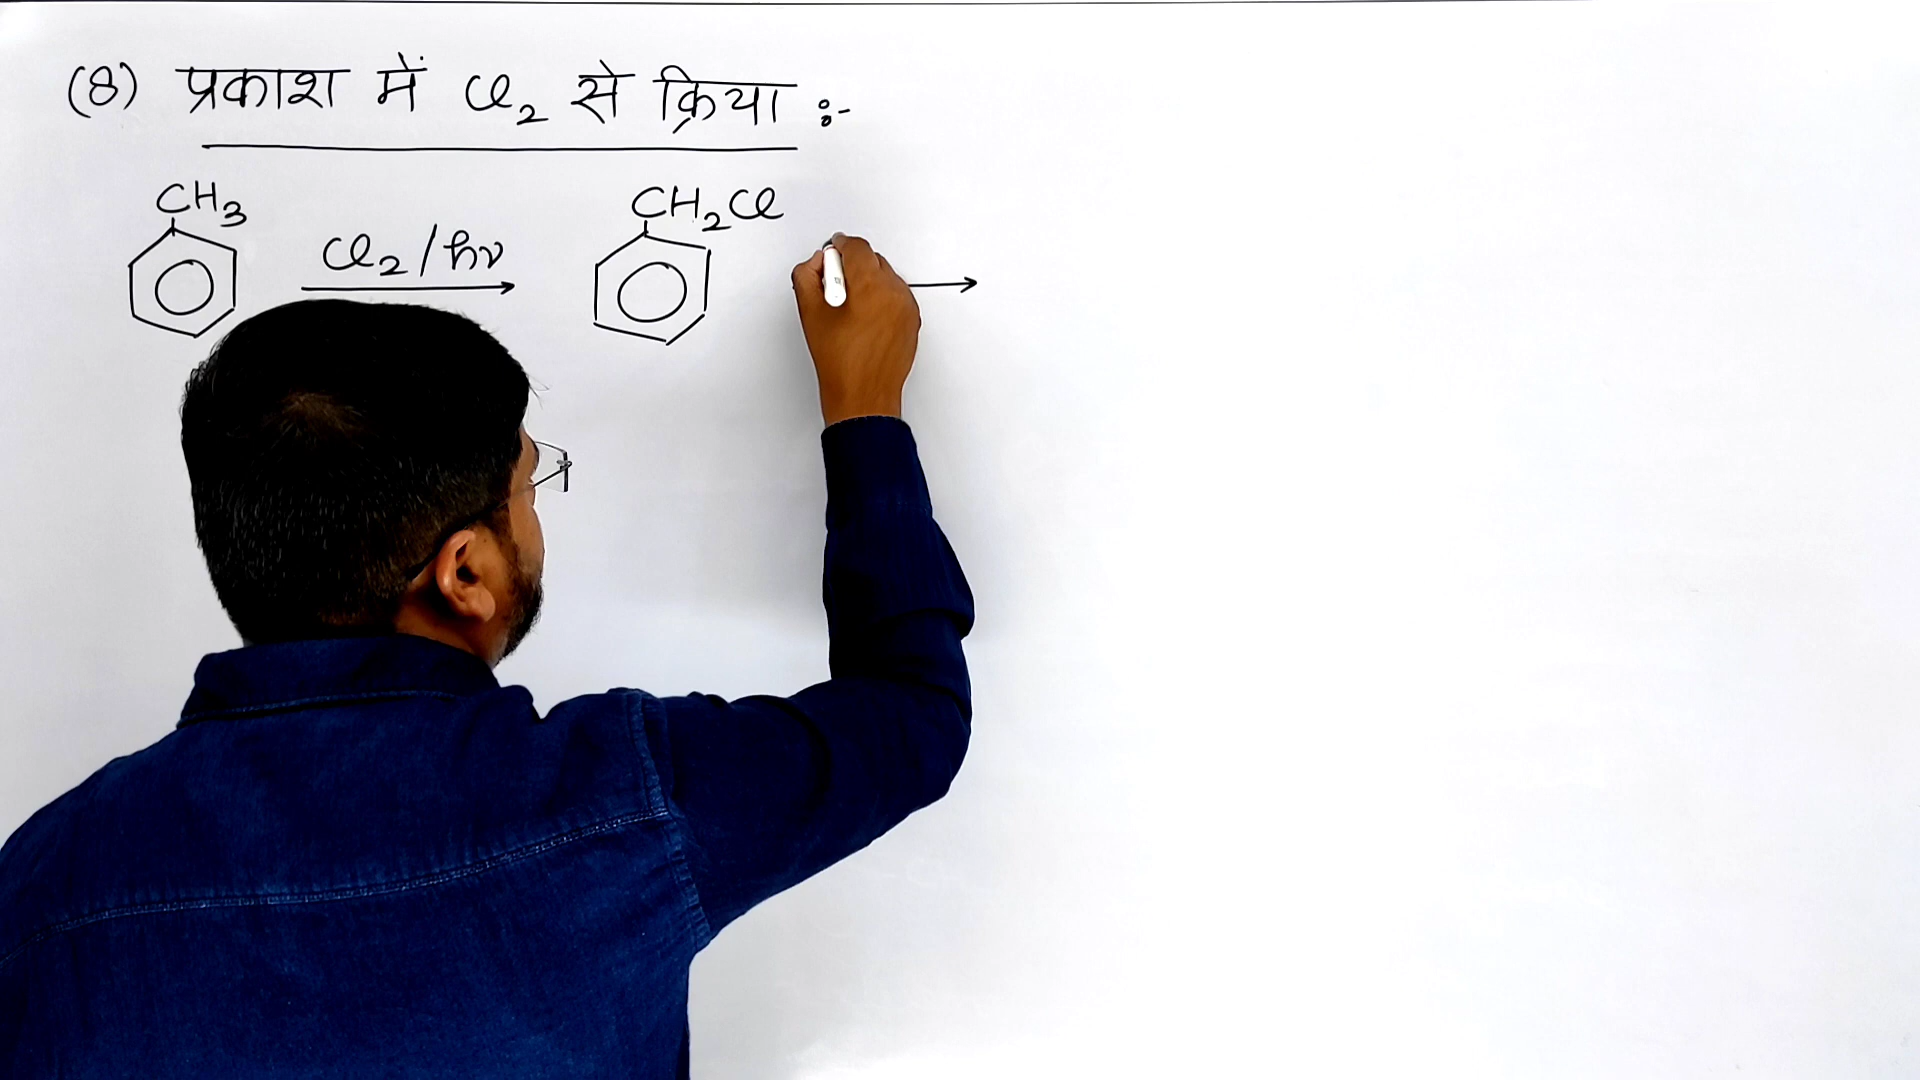 (8) प्रकाश में Cl₂ से क्रिया :-
CH₃
Cl₂/hν
CH₂Cl